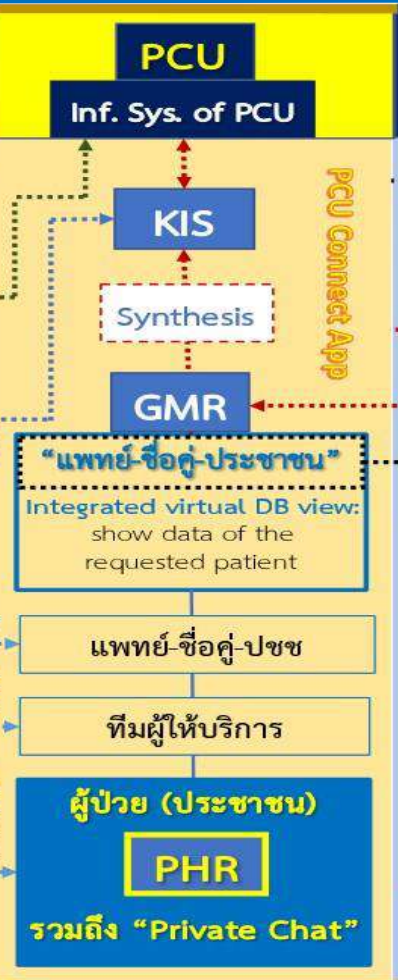 PCU
Inf. Sys. of PCU
KIS
PCU Connect App
Synthesis
GMR
“แพทย์-ชื่อคู่-ประชาชน”
Integrated virtual DB view:
show data of the
requested patient
แพทย์-ชื่อคู่-ปชช
ทีมผู้ให้บริการ
ผู้ป่วย (ประชาชน)
PHR
รวมถึง “Private Chat”